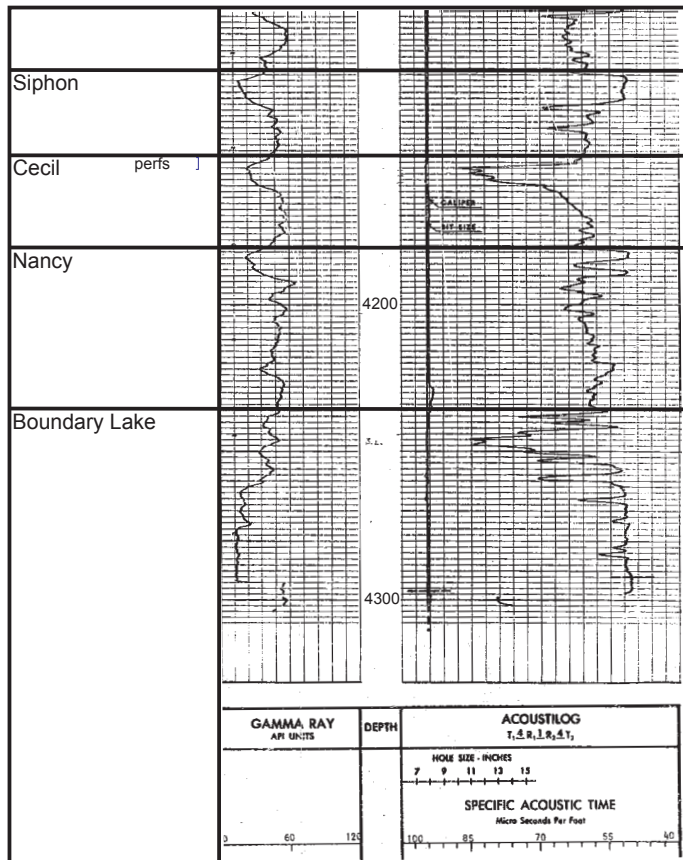 Siphon
Cecil perfs ]
CALIPER
BIT SIZE
Nancy
4200
Boundary Lake
4300
GAMMA RAY
API UNITS
DEPTH
ACOUSTILOG
HOLE SIZE - INCHES
7 9 11 13 15
SPECIFIC ACOUSTIC TIME
Micro Seconds Per Foot
0 60 120
100 85 70 55 40